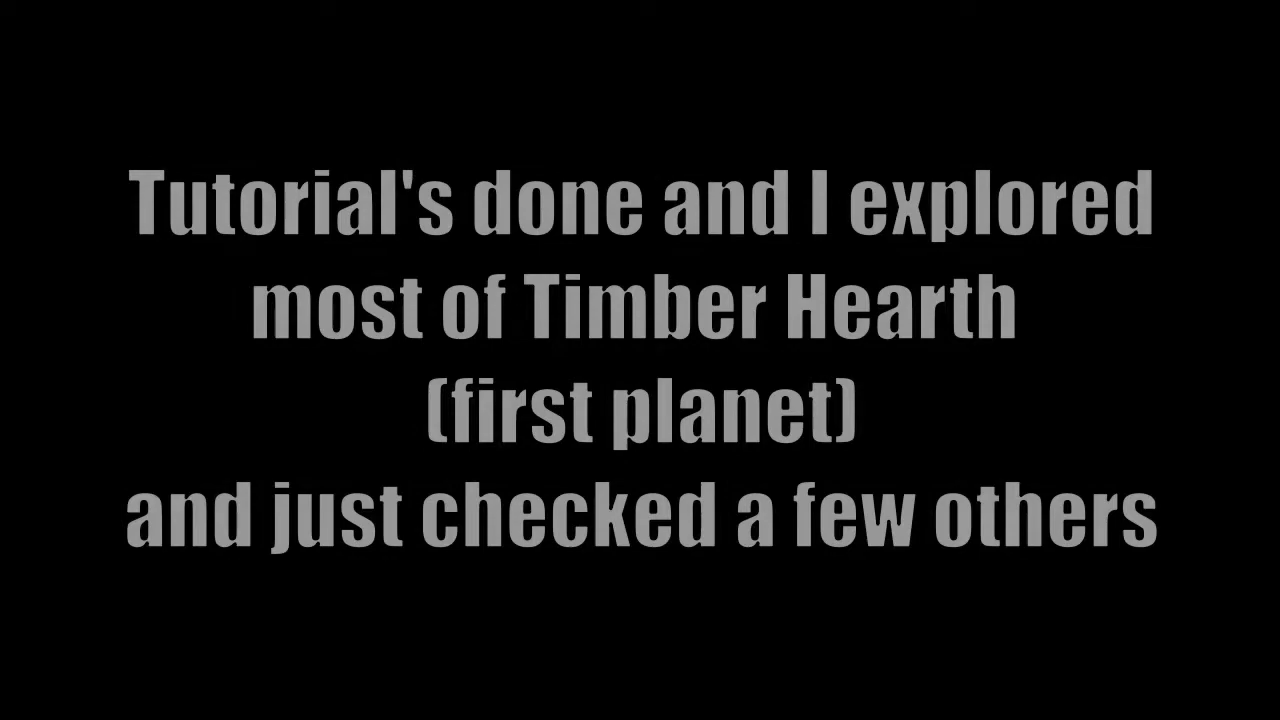 Tutorial's done and I explored
most of Timber Hearth
(first planet)
and just checked a few others